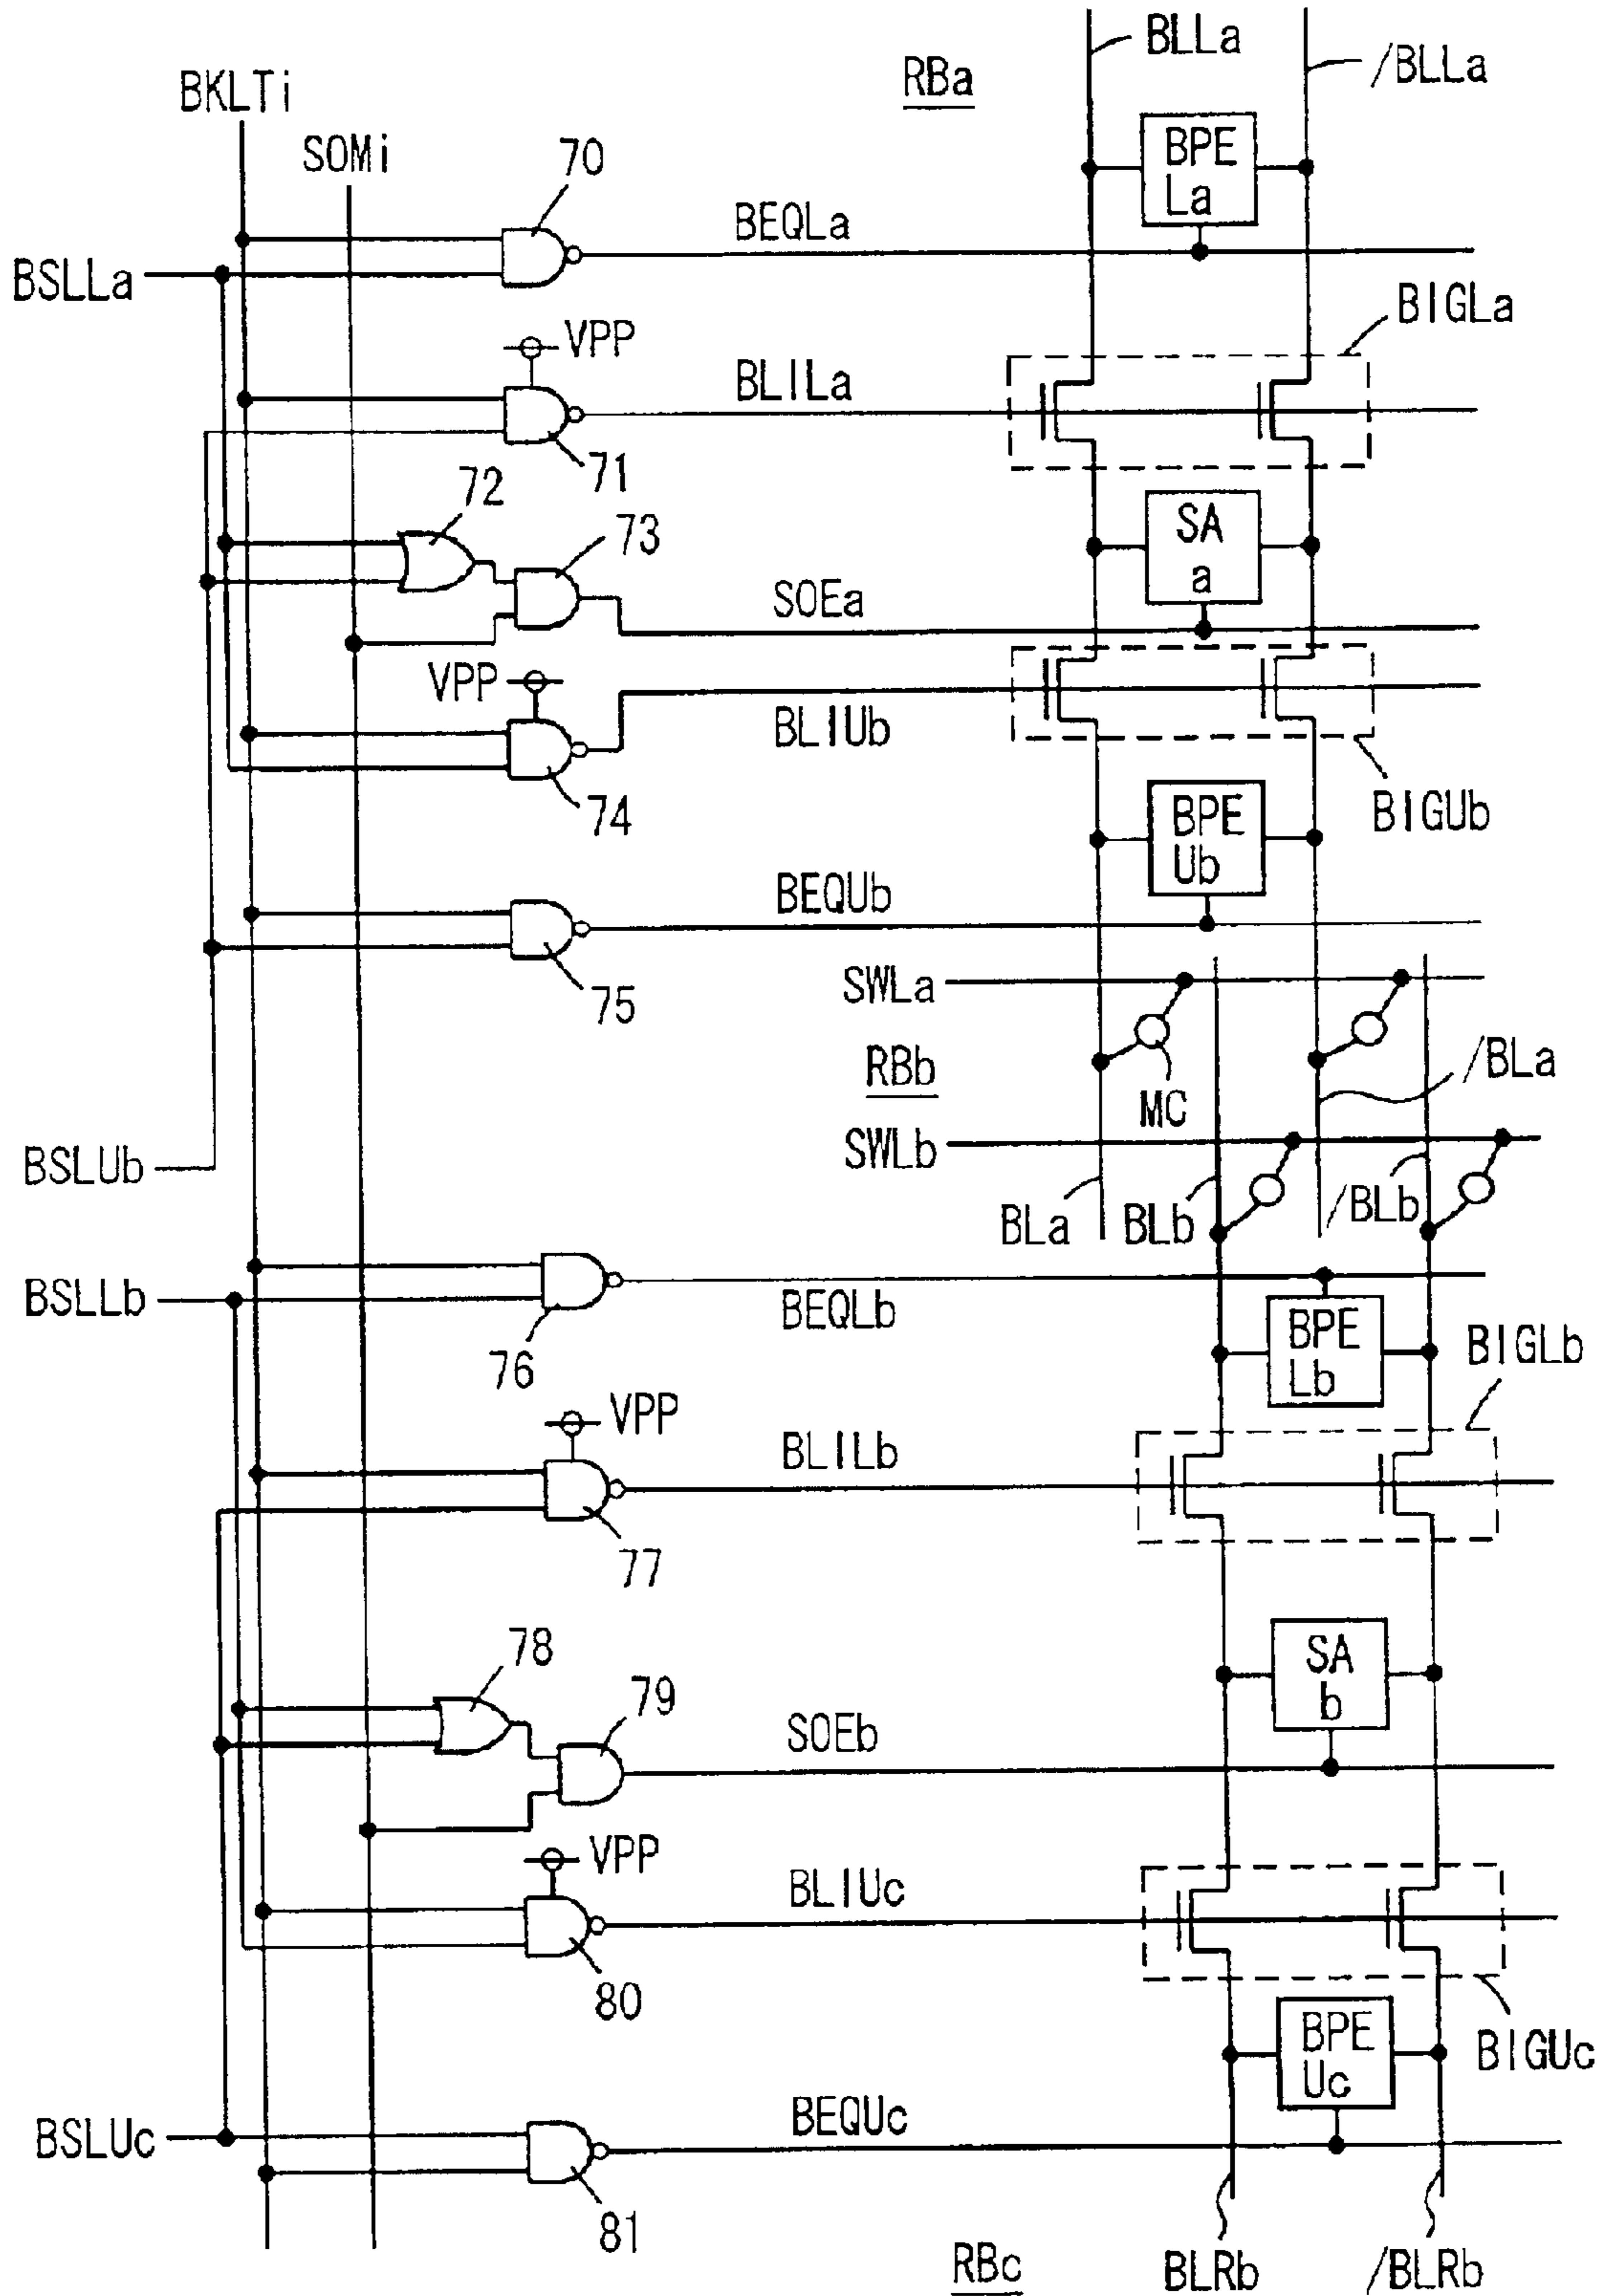 BLLa
RBa
/BLLa
BKLTi
SOMi
70
BPE
La
BEQLa
BSLLa
BIGLa
VPP
BLILa
71
72
73
SA
a
SOEa
VPP
BLIUb
74
BIGUb
BPE
Ub
BEQUb
75
SWLa
RBb
/BLa
MC
SWLb
BSLUb
BLa
BLb
/BLb
BSLLb
BEQLb
76
BPE
Lb
BIGLb
VPP
BLILb
77
78
79
SA
b
SOEb
VPP
BLIUc
80
BPE
Uc
BIGUc
BSLUc
BEQUc
81
RBc
BLRb
/BLRb